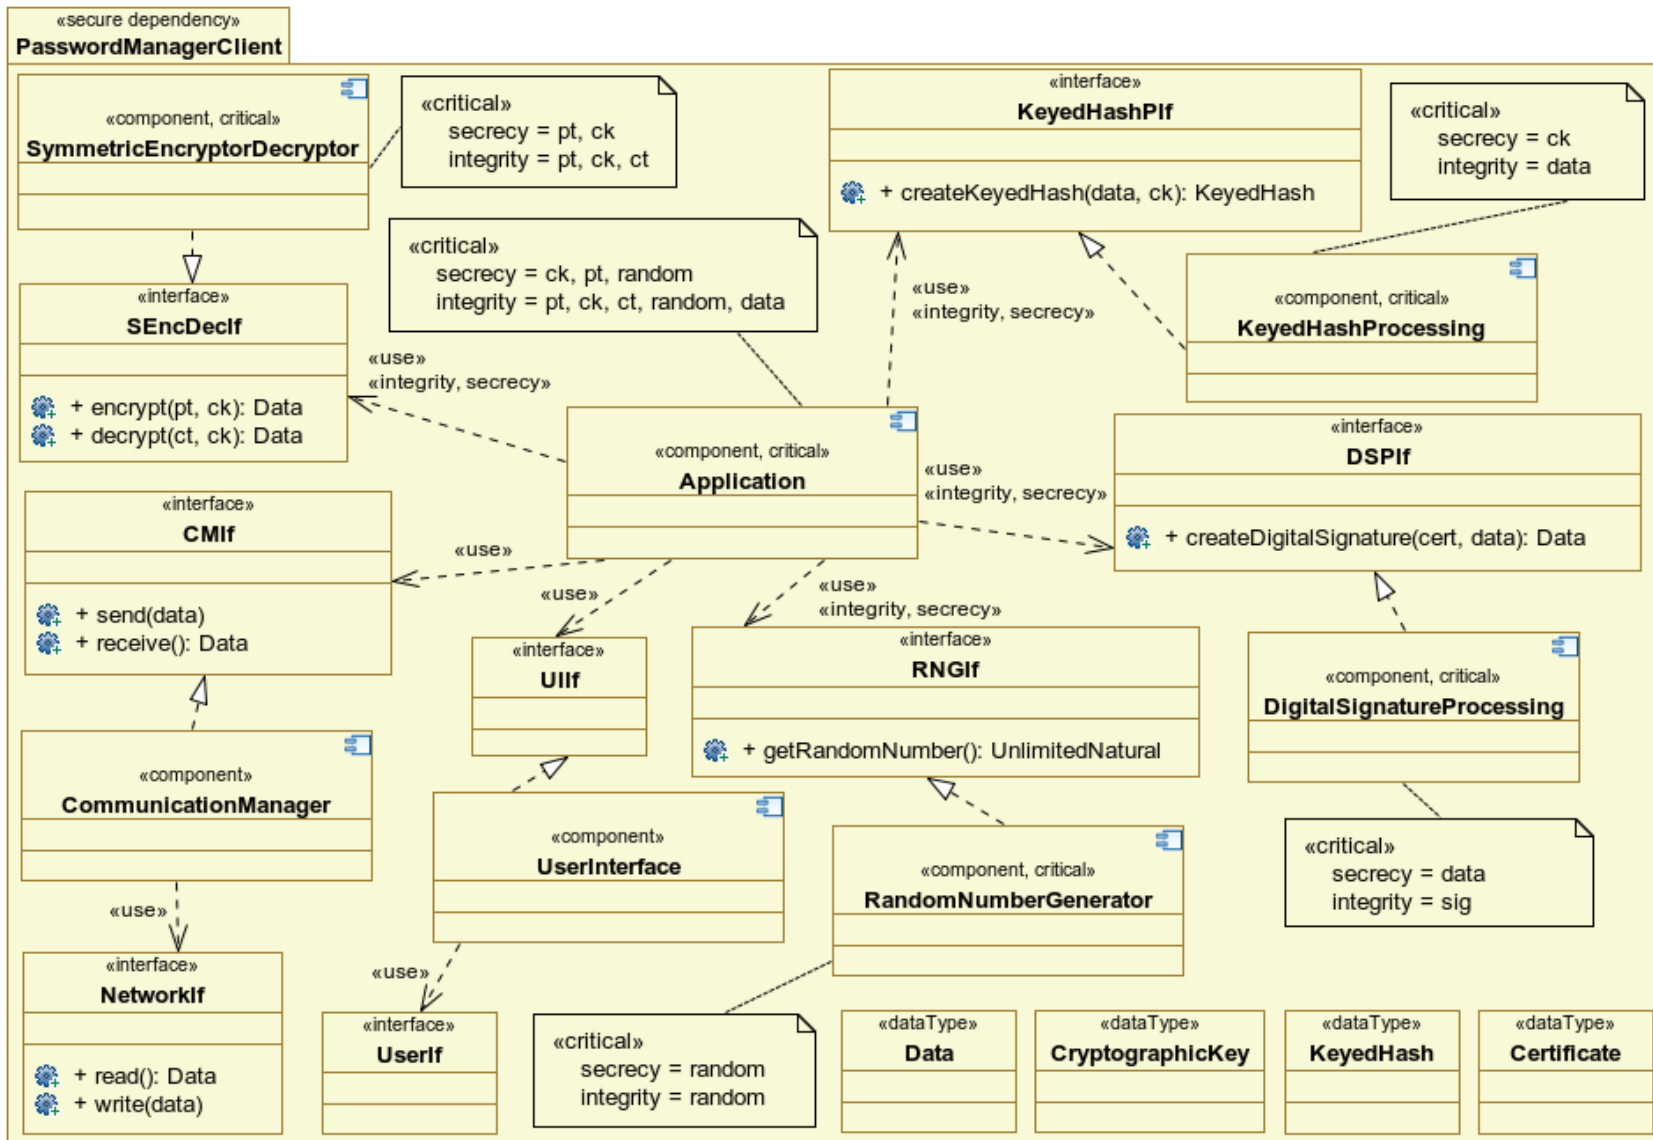 «secure dependency»
PasswordManagerClient
«component, critical»
SymmetricEncryptorDecryptor
«critical»
secrecy = pt, ck
integrity = pt, ck, ct
«interface»
KeyedHashPIf
+ createKeyedHash(data, ck): KeyedHash
«critical»
secrecy = ck
integrity = data
«critical»
secrecy = ck, pt, random
integrity = pt, ck, ct, random, data
«interface»
SEncDecIf
+ encrypt(pt, ck): Data
+ decrypt(ct, ck): Data
«use»
«integrity, secrecy»
«use»
«integrity, secrecy»
«component, critical»
KeyedHashProcessing
«component, critical»
Application
«use»
«integrity, secrecy»
«interface»
DSPIf
+ createDigitalSignature(cert, data): Data
«interface»
CMIf
+ send(data)
+ receive(): Data
«use»
«use»
«use»
«integrity, secrecy»
«interface»
UIIf
«interface»
RNGIf
+ getRandomNumber(): UnlimitedNatural
«component, critical»
DigitalSignatureProcessing
«component»
CommunicationManager
«component»
UserInterface
«component, critical»
RandomNumberGenerator
«critical»
secrecy = data
integrity = sig
«use»
«interface»
NetworkIf
+ read(): Data
+ write(data)
«use»
«interface»
UserIf
«critical»
secrecy = random
integrity = random
«dataType»
Data
«dataType»
CryptographicKey
«dataType»
KeyedHash
«dataType»
Certificate